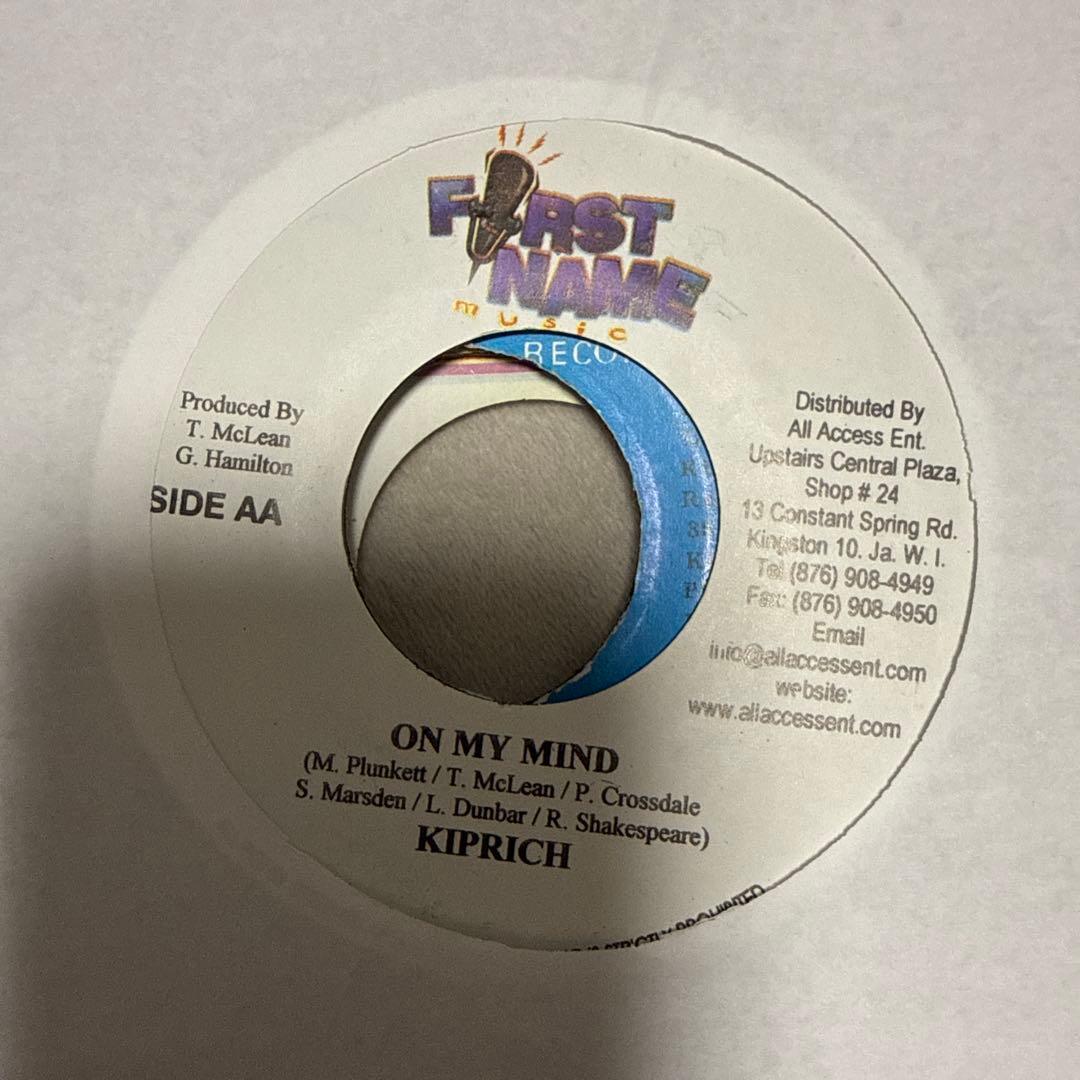 FIRST
NAME
music
RECO
Produced By
T. McLean
G. Hamilton
SIDE AA
Distributed By
All Access Ent.
Upstairs Central Plaza,
Shop # 24
13 Constant Spring Rd.
Kingston 10. Ja. W. I.
Tel (876) 908-4949
Fax: (876) 908-4950
Email
info@allaccessent.com
website:
www.allaccessent.com
ON MY MIND
(M. Plunkett / T. McLean / P. Crossdale
S. Marsden / L. Dunbar / R. Shakespeare)
KIPRICH
STRICTLY PROHIBITED